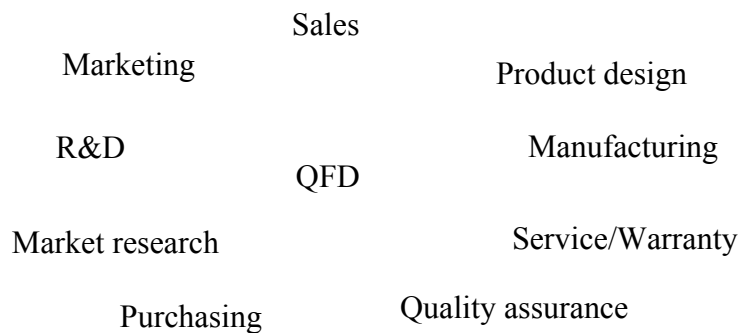 Sales
Marketing
Product design
R&D
Manufacturing
QFD
Market research
Service/Warranty
Purchasing
Quality assurance